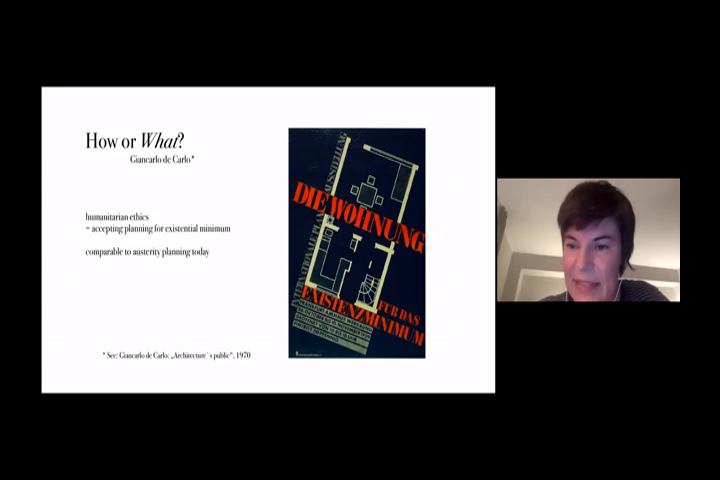 How or What?
Giancarlo de Carlo*
humanitarian ethics
= accepting planning for existential minimum
comparable to austerity planning today
* See: Giancarlo de Carlo: „Architecture`s public", 1970
DIE WOHNUNG
FÜR DAS
EXISTENZMINIMUM